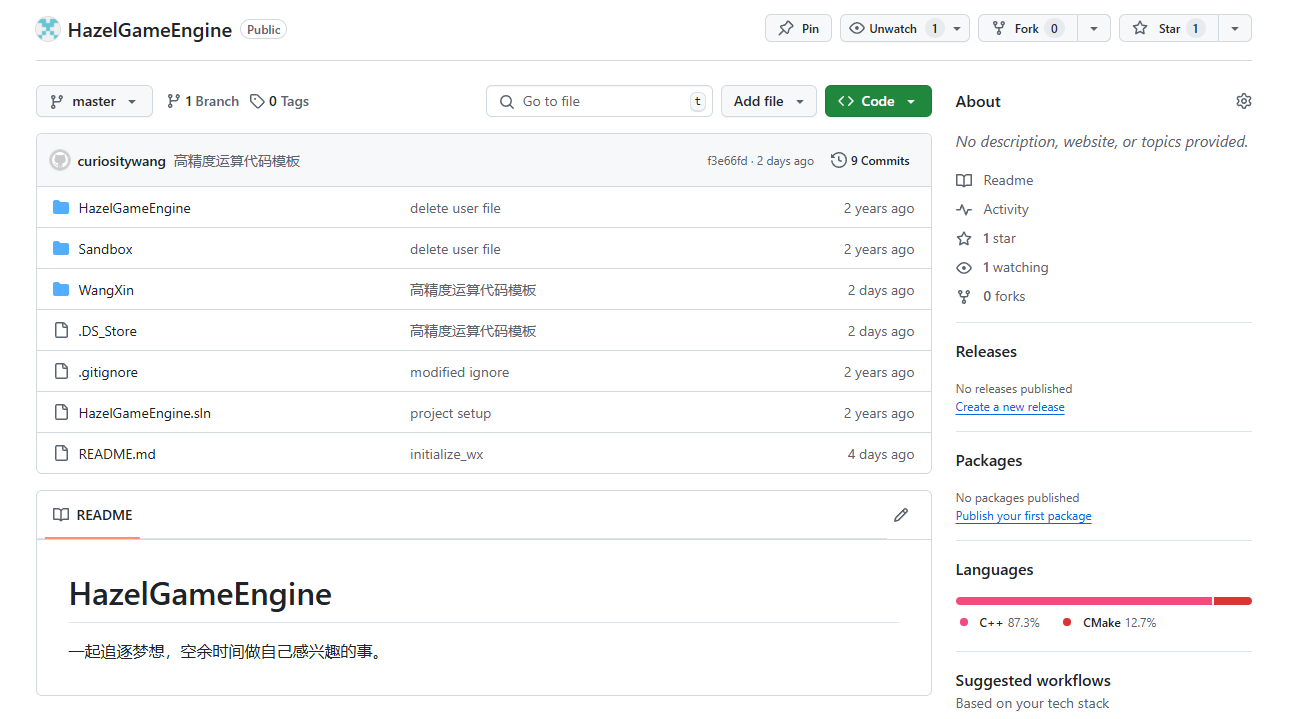 HazelGameEngine Public Pin Unwatch 1 Fork 0 Star 1
master 1 Branch 0 Tags Go to file t Add file Code
curiositywang 高精度运算代码模板 f3e66fd · 2 days ago 9 Commits
HazelGameEngine delete user file 2 years ago
Sandbox delete user file 2 years ago
WangXin 高精度运算代码模板 2 days ago
.DS_Store 高精度运算代码模板 2 days ago
.gitignore modified ignore 2 years ago
HazelGameEngine.sln project setup 2 years ago
README.md initialize_wx 4 days ago
README
HazelGameEngine
一起追逐梦想，空余时间做自己感兴趣的事。
About
No description, website, or topics provided.
Readme
Activity
1 star
1 watching
0 forks
Releases
No releases published
Create a new release
Packages
No packages published
Publish your first package
Languages
C++ 87.3% CMake 12.7%
Suggested workflows
Based on your tech stack